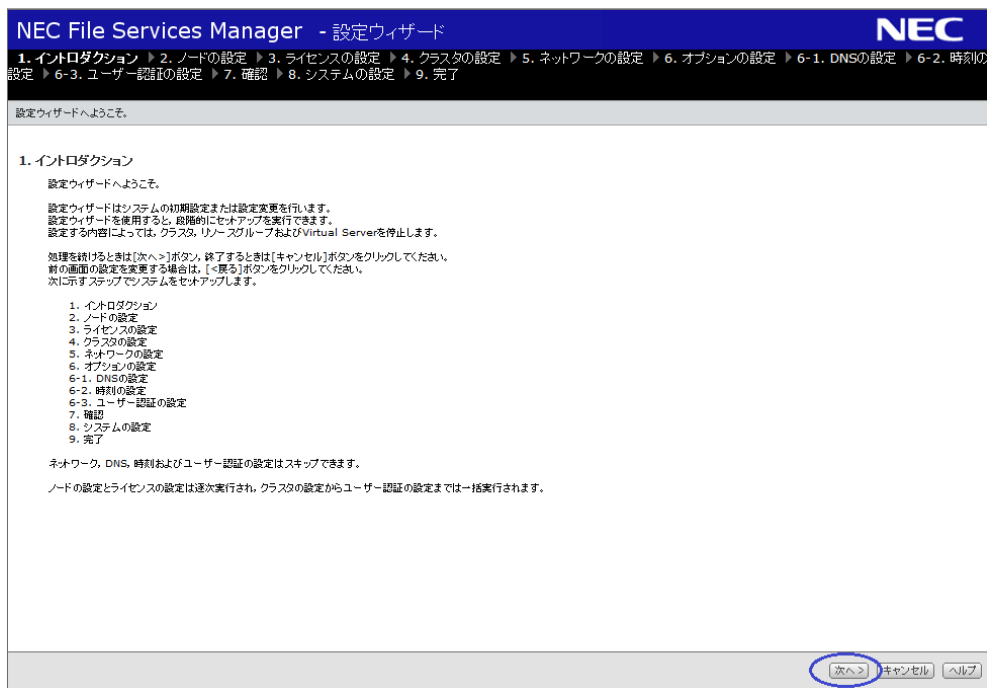 NEC File Services Manager - 設定ウィザード
NEC
1. イントロダクション ▶ 2. ノードの設定 ▶ 3. ライセンスの設定 ▶ 4. クラスタの設定 ▶ 5. ネットワークの設定 ▶ 6. オプションの設定 ▶ 6-1. DNSの設定 ▶ 6-2. 時刻の
設定 ▶ 6-3. ユーザー認証の設定 ▶ 7. 確認 ▶ 8. システムの設定 ▶ 9. 完了
設定ウィザードへようこそ。
1. イントロダクション
設定ウィザードへようこそ。
設定ウィザードはシステムの初期設定または設定変更を行います。
設定ウィザードを使用すると, 段階的にセットアップを実行できます。
設定する内容によっては, クラスタ, リソースグループおよびVirtual Serverを停止します。
処理を続けるときは[次へ>]ボタン, 終了するときは[キャンセル]ボタンをクリックしてください。
前の画面の設定を変更する場合は, [<戻る]ボタンをクリックしてください。
次に示すステップでシステムをセットアップします。
1. イントロダクション
2. ノードの設定
3. ライセンスの設定
4. クラスタの設定
5. ネットワークの設定
6. オプションの設定
6-1. DNSの設定
6-2. 時刻の設定
6-3. ユーザー認証の設定
7. 確認
8. システムの設定
9. 完了
ネットワーク, DNS, 時刻およびユーザー認証の設定はスキップできます。
ノードの設定とライセンスの設定は逐次実行され, クラスタの設定からユーザー認証の設定までは一括実行されます。
次へ > キャンセル ヘルプ